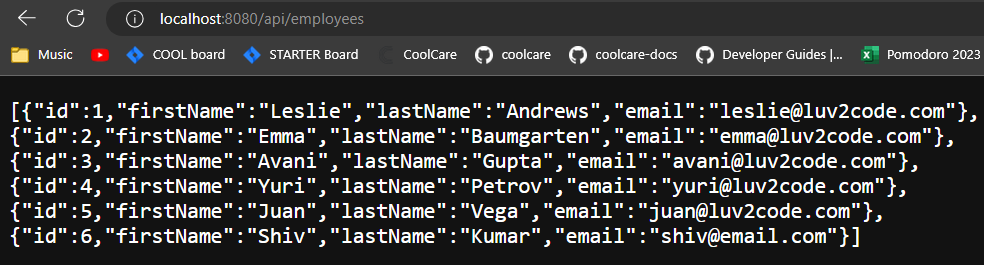 localhost:8080/api/employees
Music COOL board STARTER Board CoolCare coolcare coolcare-docs Developer Guides |... Pomodoro 2023
[{"id":1,"firstName":"Leslie","lastName":"Andrews","email":"leslie@luv2code.com"},
{"id":2,"firstName":"Emma","lastName":"Baumgarten","email":"emma@luv2code.com"},
{"id":3,"firstName":"Avani","lastName":"Gupta","email":"avani@luv2code.com"},
{"id":4,"firstName":"Yuri","lastName":"Petrov","email":"yuri@luv2code.com"},
{"id":5,"firstName":"Juan","lastName":"Vega","email":"juan@luv2code.com"},
{"id":6,"firstName":"Shiv","lastName":"Kumar","email":"shiv@email.com"}]